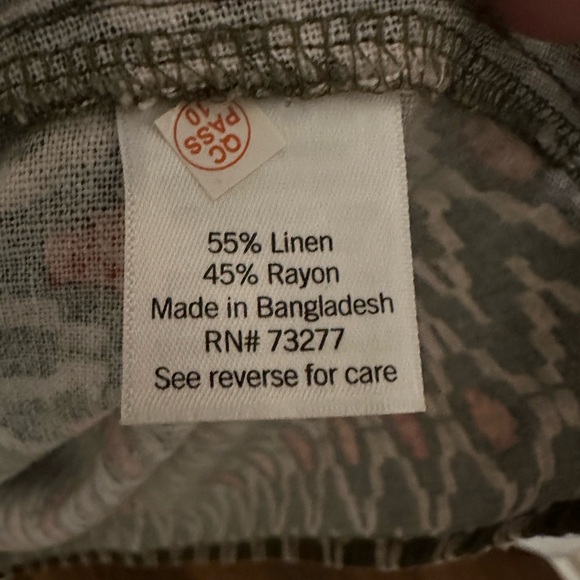 QC
PASS
10
55% Linen
45% Rayon
Made in Bangladesh
RN# 73277
See reverse for care